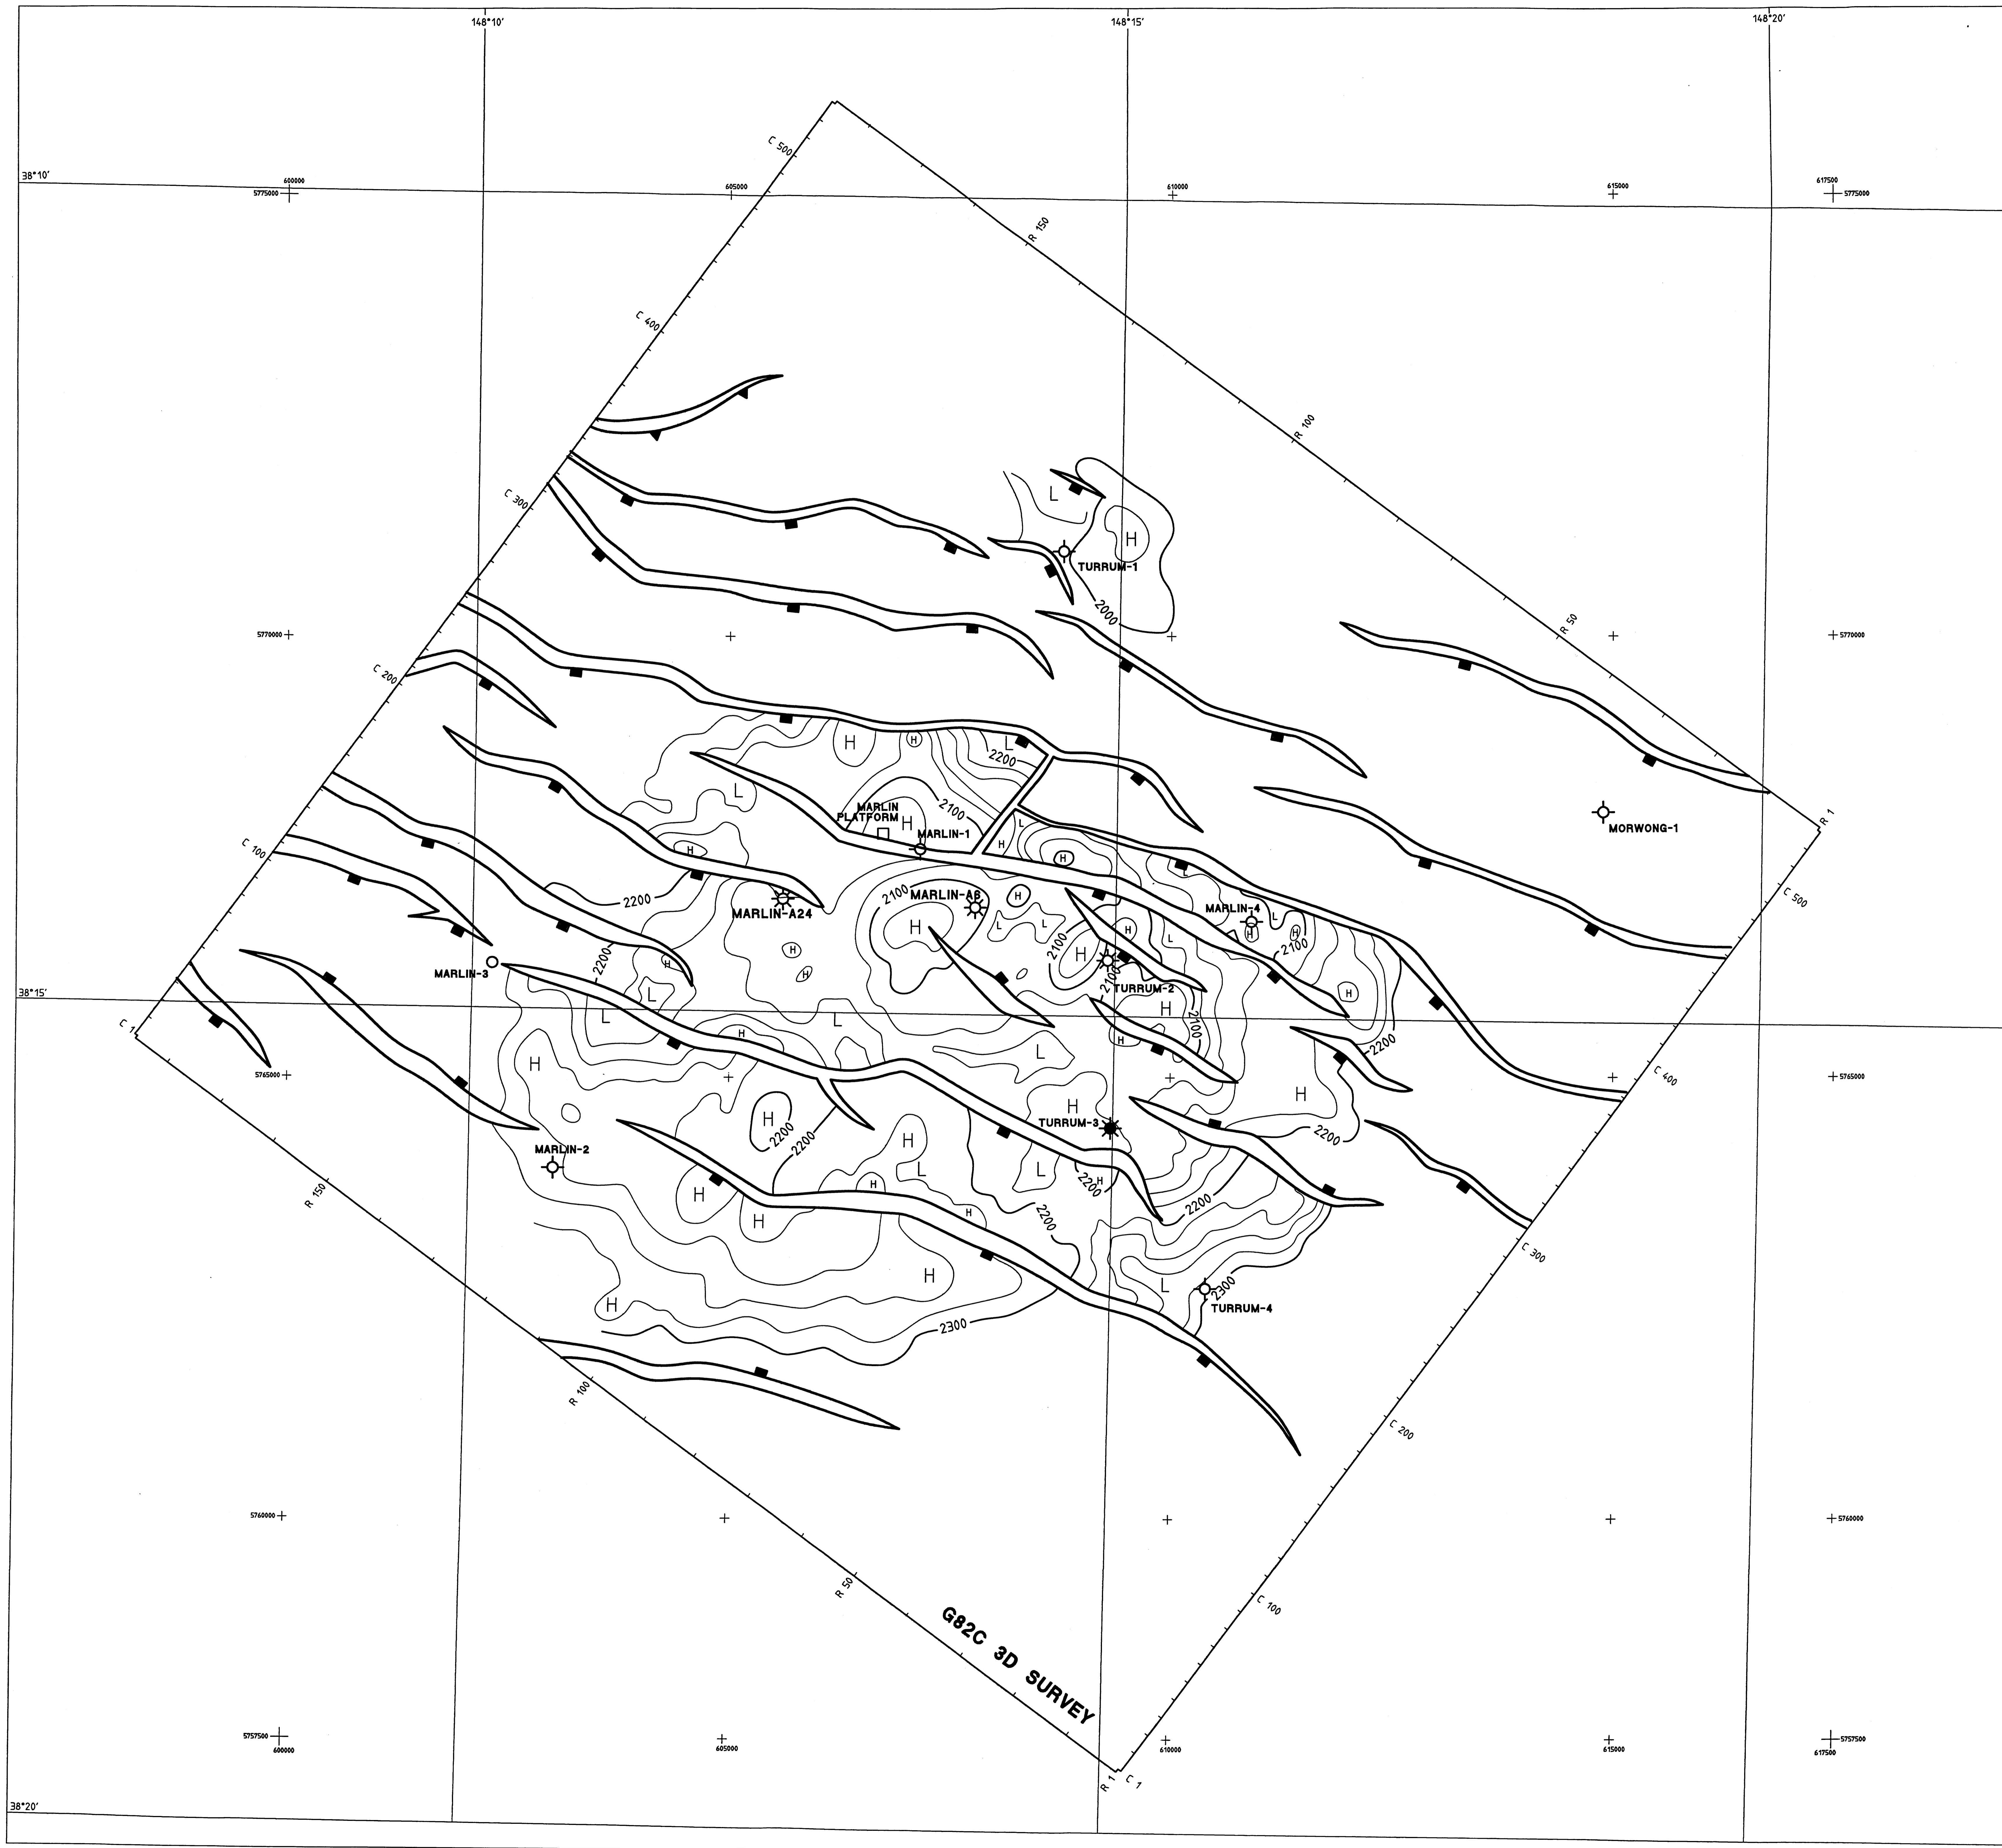 148°10'
148°15'
148°20'
C 500
38°10'
600000
605000
610000
615000
617500
5775000
5775000
R 150
C 400
R 100
C 300
L
H
TURRUM-1
2000
R 50
5770000
5770000
C 200
H
H
L
2200
L
2100
MARLIN
PLATFORM
H
MARLIN-1
L
H
H
MORWONG-1
R 1
C 100
H
2200
MARLIN-A24
2100
MARLIN-A6
H
H
L
L
2100
H
H
L
MARLIN-4
L
H
H
2100
C 500
MARLIN-3
2200
H
H
H
L
TURRUM-2
2100
H
H
38°15'
C 1
L
L
H
2100
H
L
2200
H
5765000
5765000
C 400
H
H
2200
2200
H
TURRUM-3
H
2200
MARLIN-2
H
L
L
H
2200
H
R 150
H
H
H
2200
2200
C 300
H
L
2300
TURRUM-4
H
2300
R 100
C 200
5760000
5760000
R 50
C 100
G82C 3D SURVEY
5757500
5757500
600000
605000
610000
615000
617500
R 1
C 1
38°20'